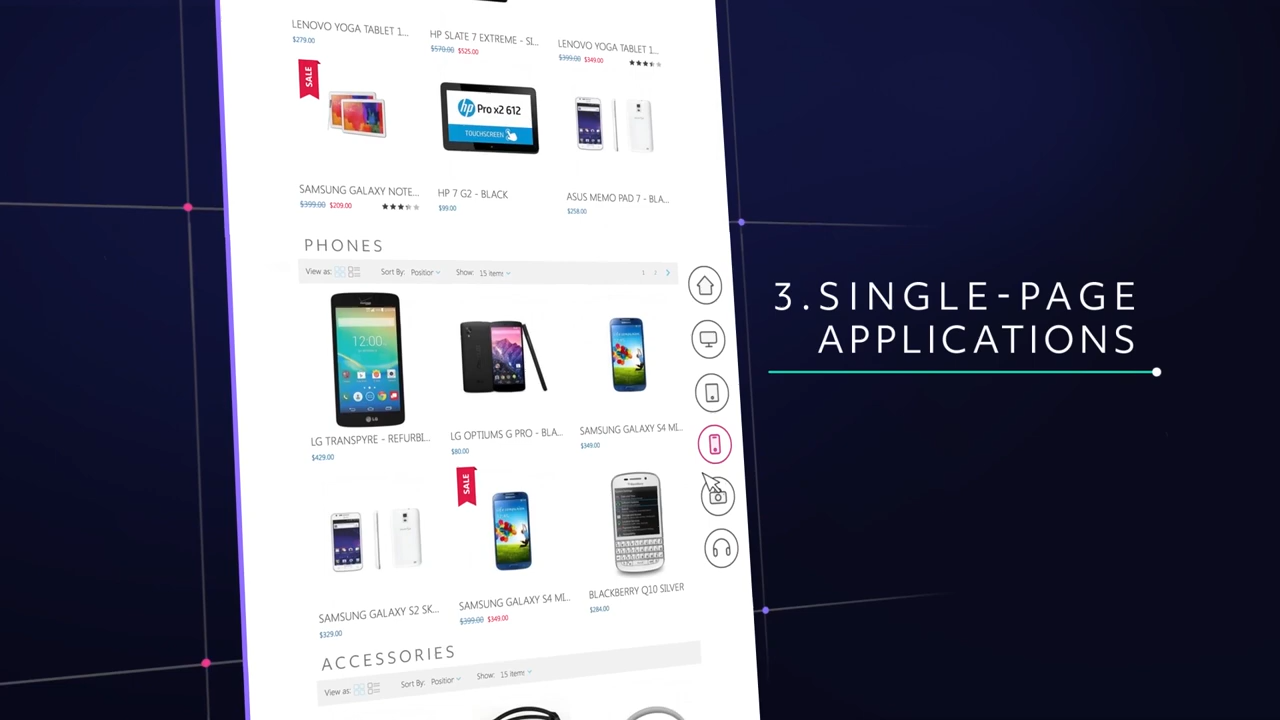 LENOVO YOGA TABLET 1...
$279.00
HP SLATE 7 EXTREME - SI...
$570.00 $525.00
LENOVO YOGA TABLET 1...
$399.00 $349.00
SALE
hp Pro x2 612
TOUCHSCREEN
SAMSUNG GALAXY NOTE...
$399.00 $209.00
HP 7 G2 - BLACK
$99.00
ASUS MEMO PAD 7 - BLA...
$258.00
PHONES
View as: Sort By: Position Show: 15 items 1 2
12:00
LG
LG TRANSPYRE - REFURBI...
$429.00
LG OPTIUMS G PRO - BLA...
$80.00
SAMSUNG GALAXY S4 MI...
$349.00
3. SINGLE-PAGE
APPLICATIONS
SALE
SAMSUNG GALAXY S2 SK...
$329.00
SAMSUNG GALAXY S4 MI...
$399.00 $349.00
BLACKBERRY Q10 SILVER
$284.00
ACCESSORIES
View as: Sort By: Position Show: 15 items